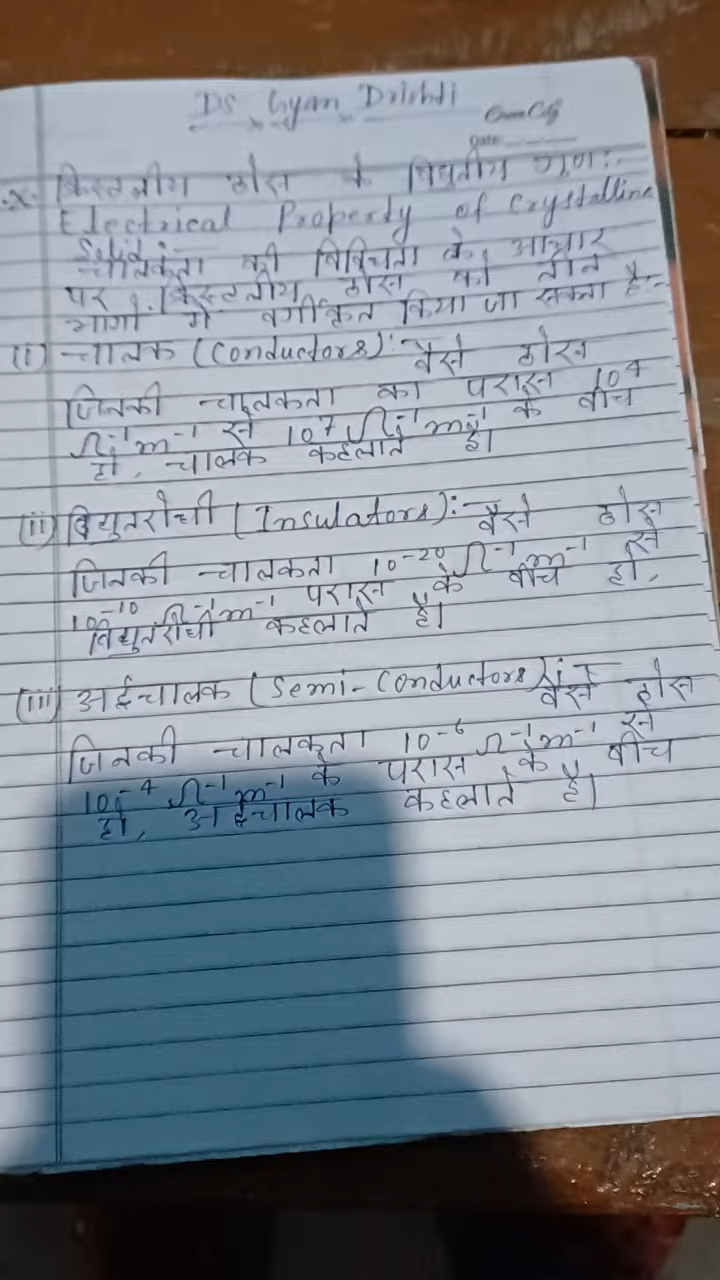 DS Gyan Drishti
Date
* क्रिस्टलीय ठोस के विधुतीय गुण:-
Electrical Property of Crystalline
Solid :-
चालकता की विविधता के आधार
पर क्रिस्टलीय ठोस को तीन
भागों में वर्गीकृत किया जा सकता है:-
(i) चालक (Conductors):- वैसे ठोस
जिनकी चालकता का परास 10⁴
Ω⁻¹m⁻¹ से 10⁷ Ω⁻¹m⁻¹ के बीच
हो, चालक कहलाते है।
(ii) विधुतरोधी (Insulators):- वैसे ठोस
जिनकी चालकता 10⁻²⁰ Ω⁻¹m⁻¹ से
10⁻¹⁰ Ω⁻¹m⁻¹ परास के बीच हो,
विधुतरोधी कहलाते है।
(iii) अर्द्धचालक (Semi-Conductors):- वैसे ठोस
जिनकी चालकता 10⁻⁶ Ω⁻¹m⁻¹ से
10⁻⁴ Ω⁻¹m⁻¹ के परास के बीच
हो, अर्द्धचालक कहलाते है।